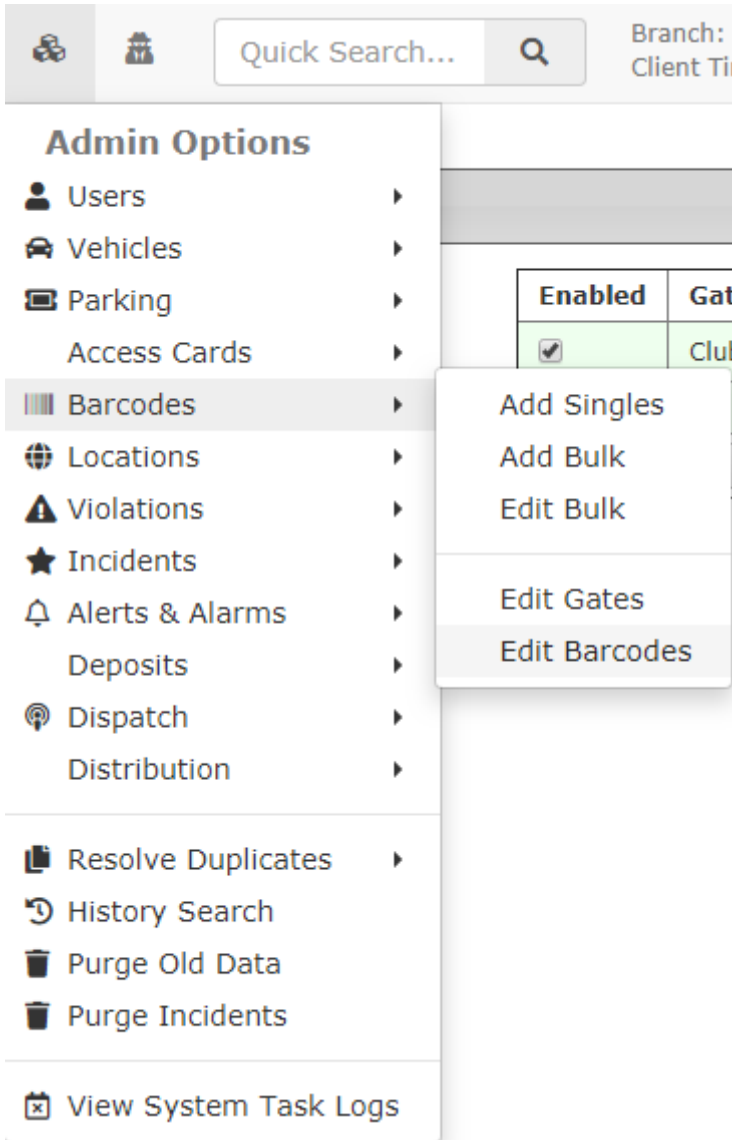 Quick Search...
Branch:
Client
Admin Options
Users
Vehicles
Parking
Access Cards
Barcodes
Locations
Violations
Incidents
Alerts & Alarms
Deposits
Dispatch
Distribution
Resolve Duplicates
History Search
Purge Old Data
Purge Incidents
View System Task Logs
Enabled
Add Singles
Add Bulk
Edit Bulk
Edit Gates
Edit Barcodes